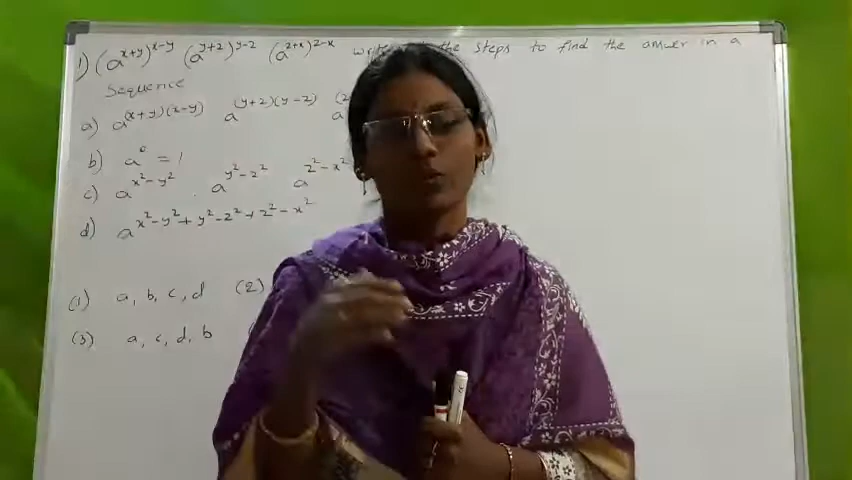 1) (a^{x+y})^{x-y} (a^{y+z})^{y-z} (a^{z+x})^{z-x} the steps to find the answer in a
Sequence
a) a^{(x+y)(x-y)} a^{(y+z)(y-z)} a
b) a^0 = 1
c) a^{x²-y²} . a^{y²-z²} a^{z²-x²}
d) a^{x²-y²+y²-z²+z²-x²}
(1) a, b, c, d (2)
(3) a, c, d, b